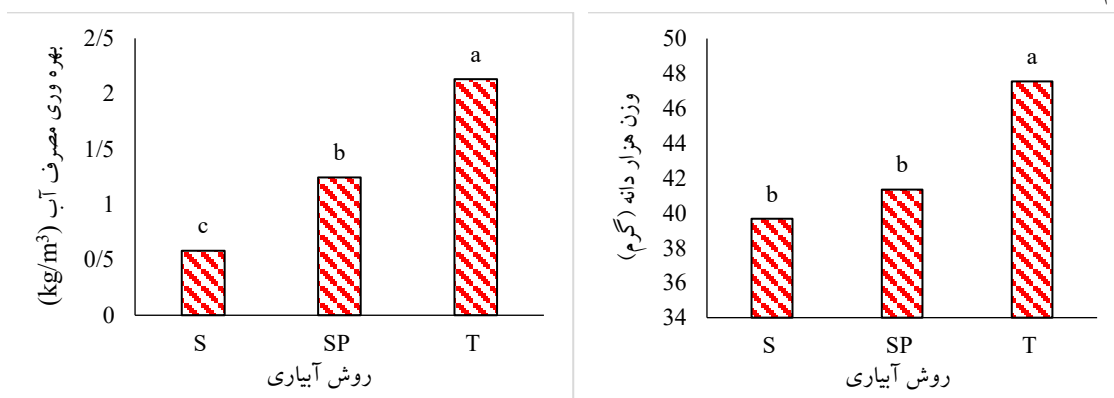 بهره وری مصرف آب (kg/m³)
2/5
2
1/5
1
0/5
0
c
b
a
S SP T
روش آبیاری
وزن هزار دانه (گرم)
50
48
46
44
42
40
38
36
34
b
b
a
S SP T
روش آبیاری